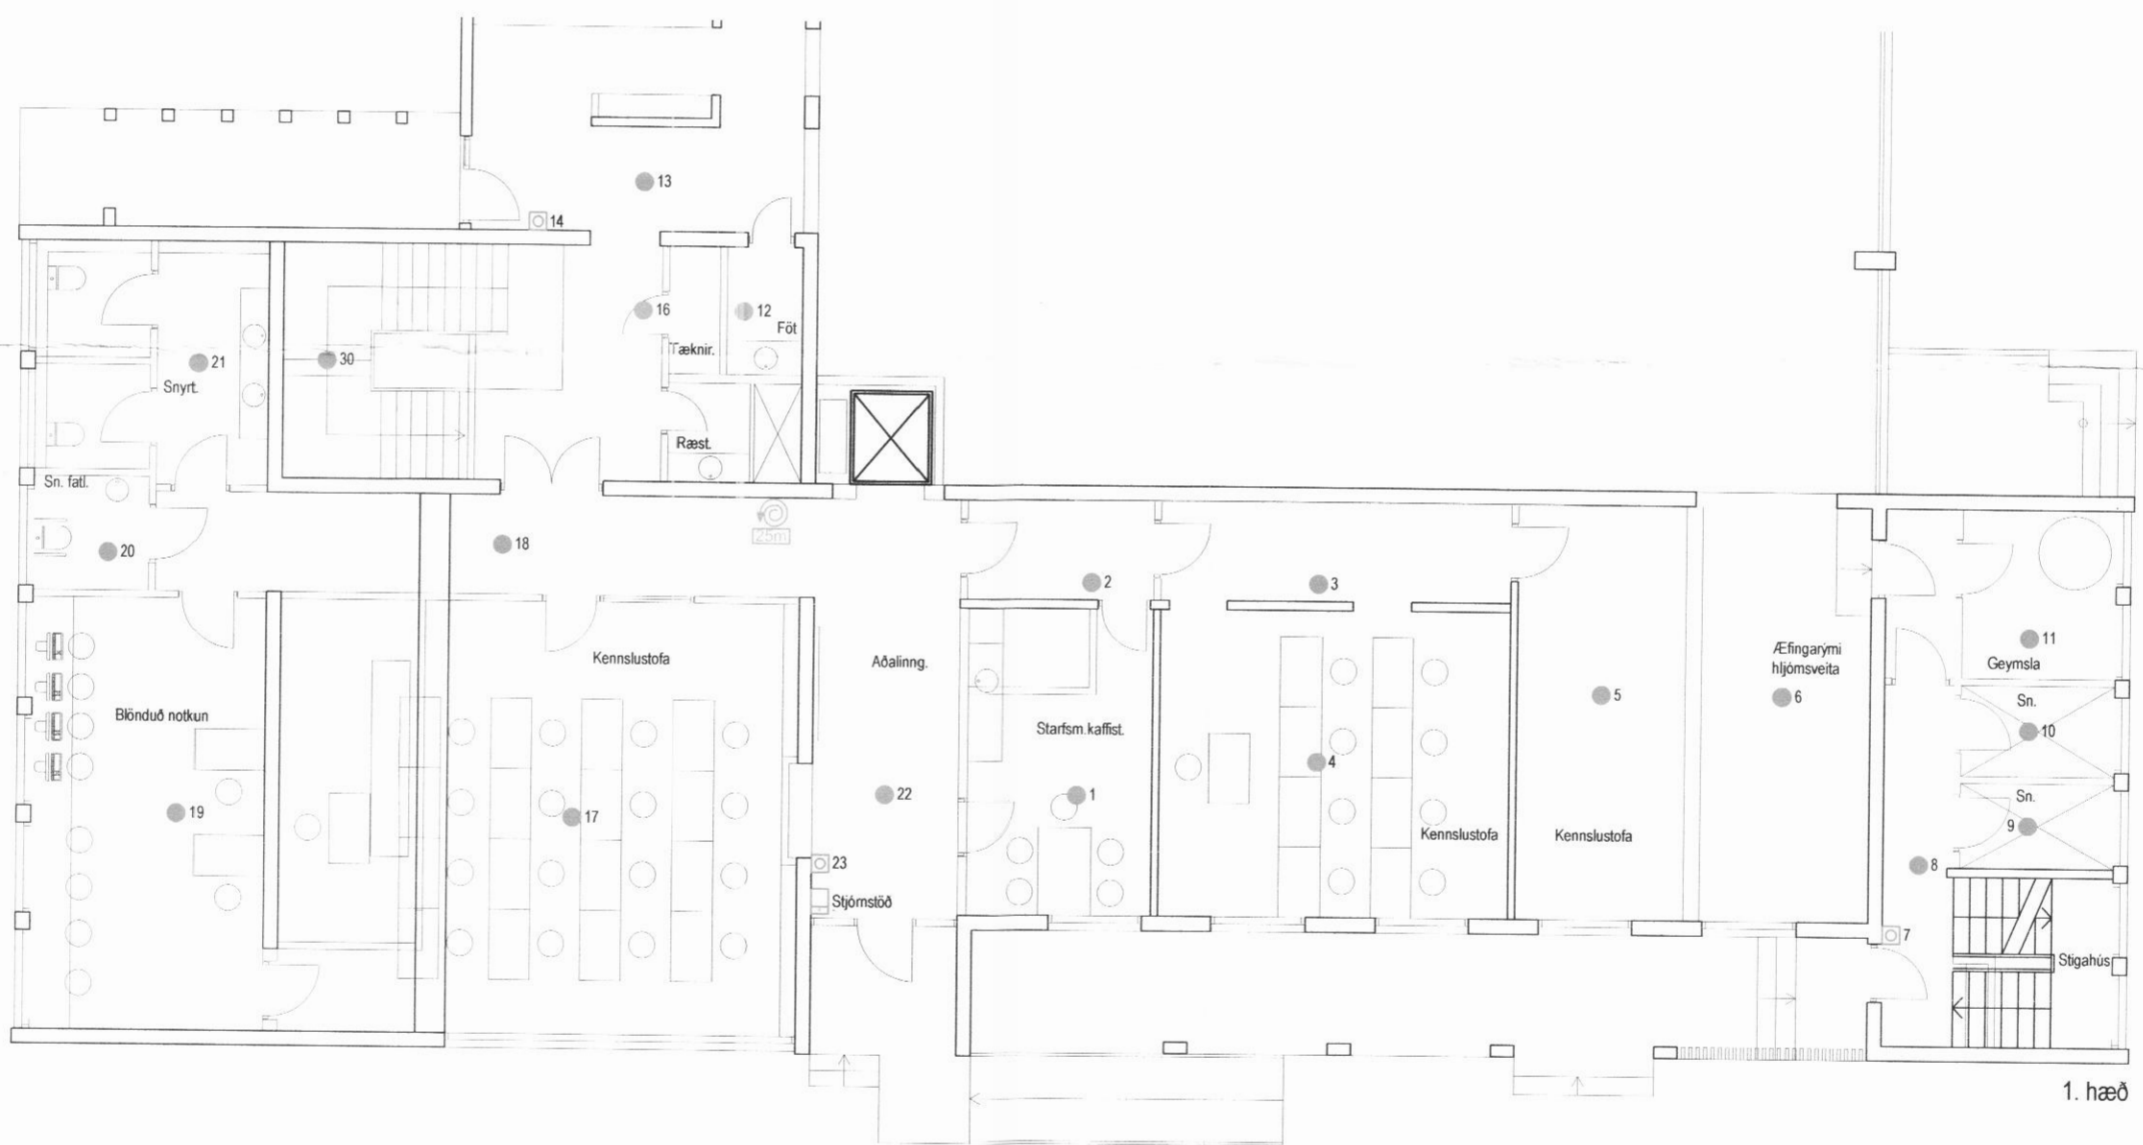 13
14
16
12
Föt
Tæknir.
21
Snyrt.
30
Ræst.
Sn. fatl.
20
18
25m
2
3
11
Geymsla
Kennslustofa
Aðalinng.
Æfingarými
hljómsveita
6
5
Sn.
10
Blönduð notkun
Starfsm.kaffist.
4
19
17
22
1
Sn.
9
Kennslustofa
Kennslustofa
8
23
Stjórnstöð
7
Stigahús
1. hæð